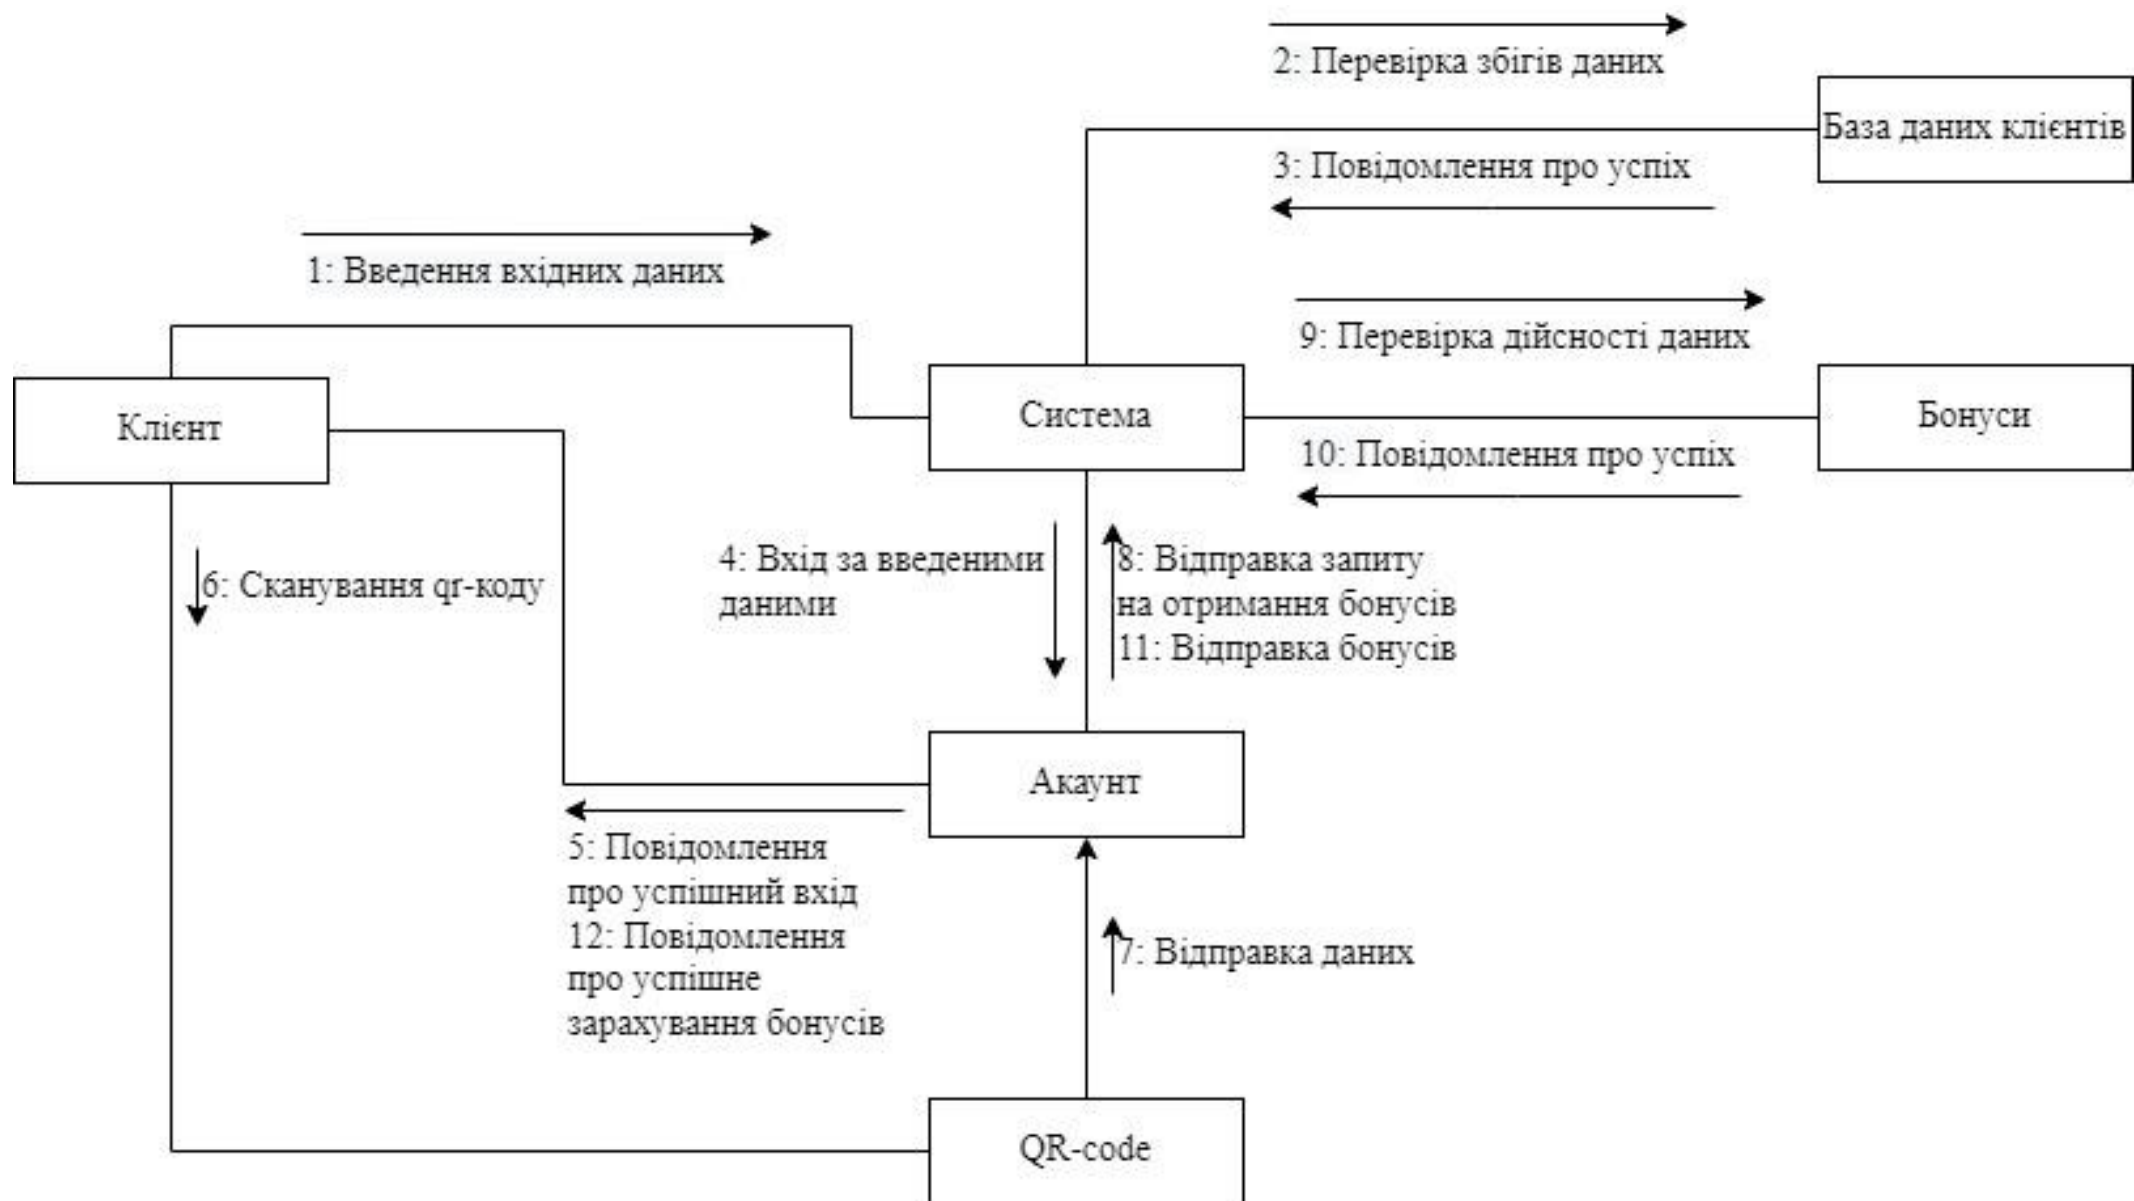 2: Перевірка збігів даних
База даних клієнтів
3: Повідомлення про успіх
1: Введення вхідних даних
9: Перевірка дійсності даних
Клієнт
Система
Бонуси
10: Повідомлення про успіх
6: Сканування qr-коду
4: Вхід за введеними
даними
8: Відправка запиту
на отримання бонусів
11: Відправка бонусів
Акаунт
5: Повідомлення
про успішний вхід
12: Повідомлення
про успішне
зарахування бонусів
7: Відправка даних
QR-code